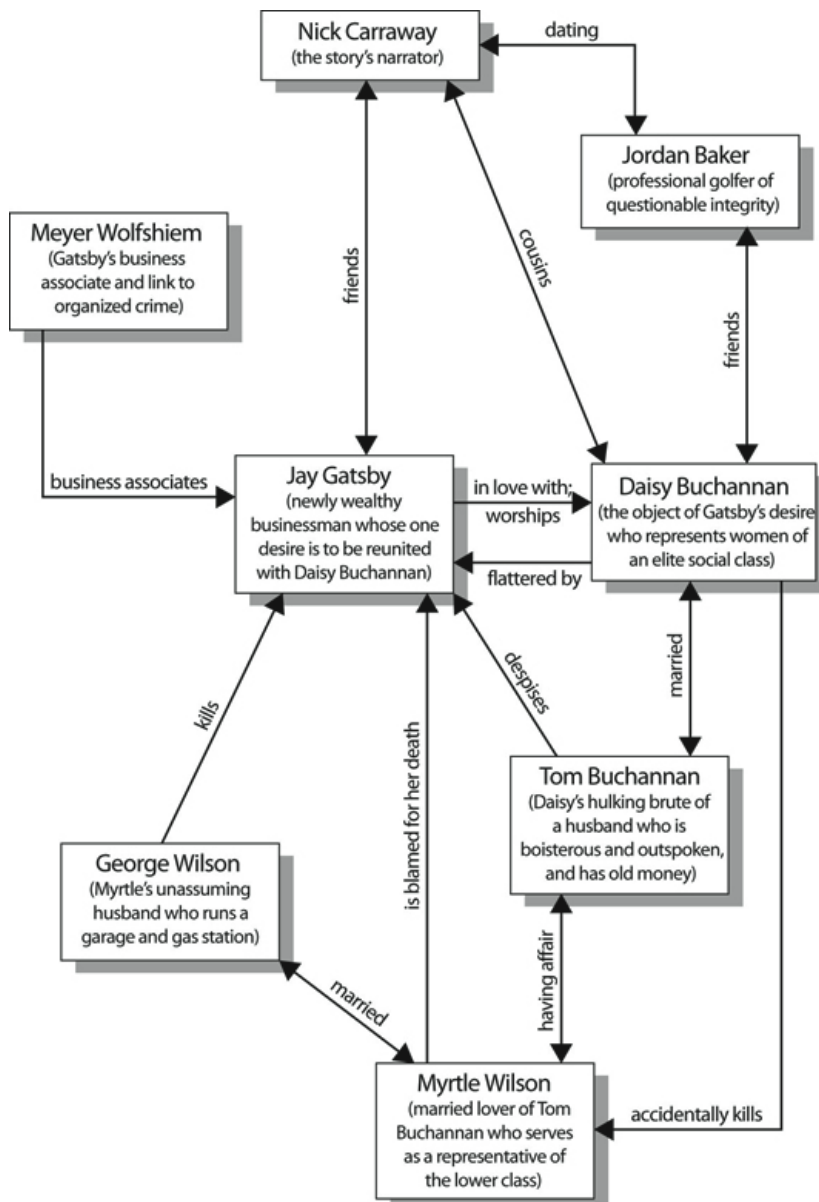 Nick Carraway
(the story's narrator)
dating
Jordan Baker
(professional golfer of
questionable integrity)
Meyer Wolfshiem
(Gatsby's business
associate and link to
organized crime)
friends
cousins
friends
business associates
Jay Gatsby
(newly wealthy
businessman whose one
desire is to be reunited
with Daisy Buchannan)
in love with;
worships
flattered by
Daisy Buchannan
(the object of Gatsby's desire
who represents women of
an elite social class)
kills
is blamed for her death
despises
married
Tom Buchannan
(Daisy's hulking brute of
a husband who is
boisterous and outspoken,
and has old money)
George Wilson
(Myrtle's unassuming
husband who runs a
garage and gas station)
married
having affair
Myrtle Wilson
(married lover of Tom
Buchannan who serves
as a representative of
the lower class)
accidentally kills